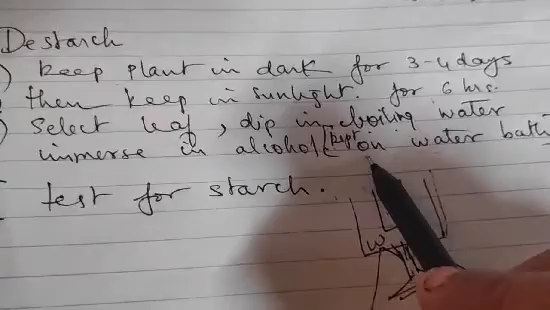 Destarch
) keep plant in dark for 3-4 days
then keep in sunlight. for 6 hrs.
) Select leaf, dip in boiling water
immerse in alcohol (kept on water bath
test for starch.
W